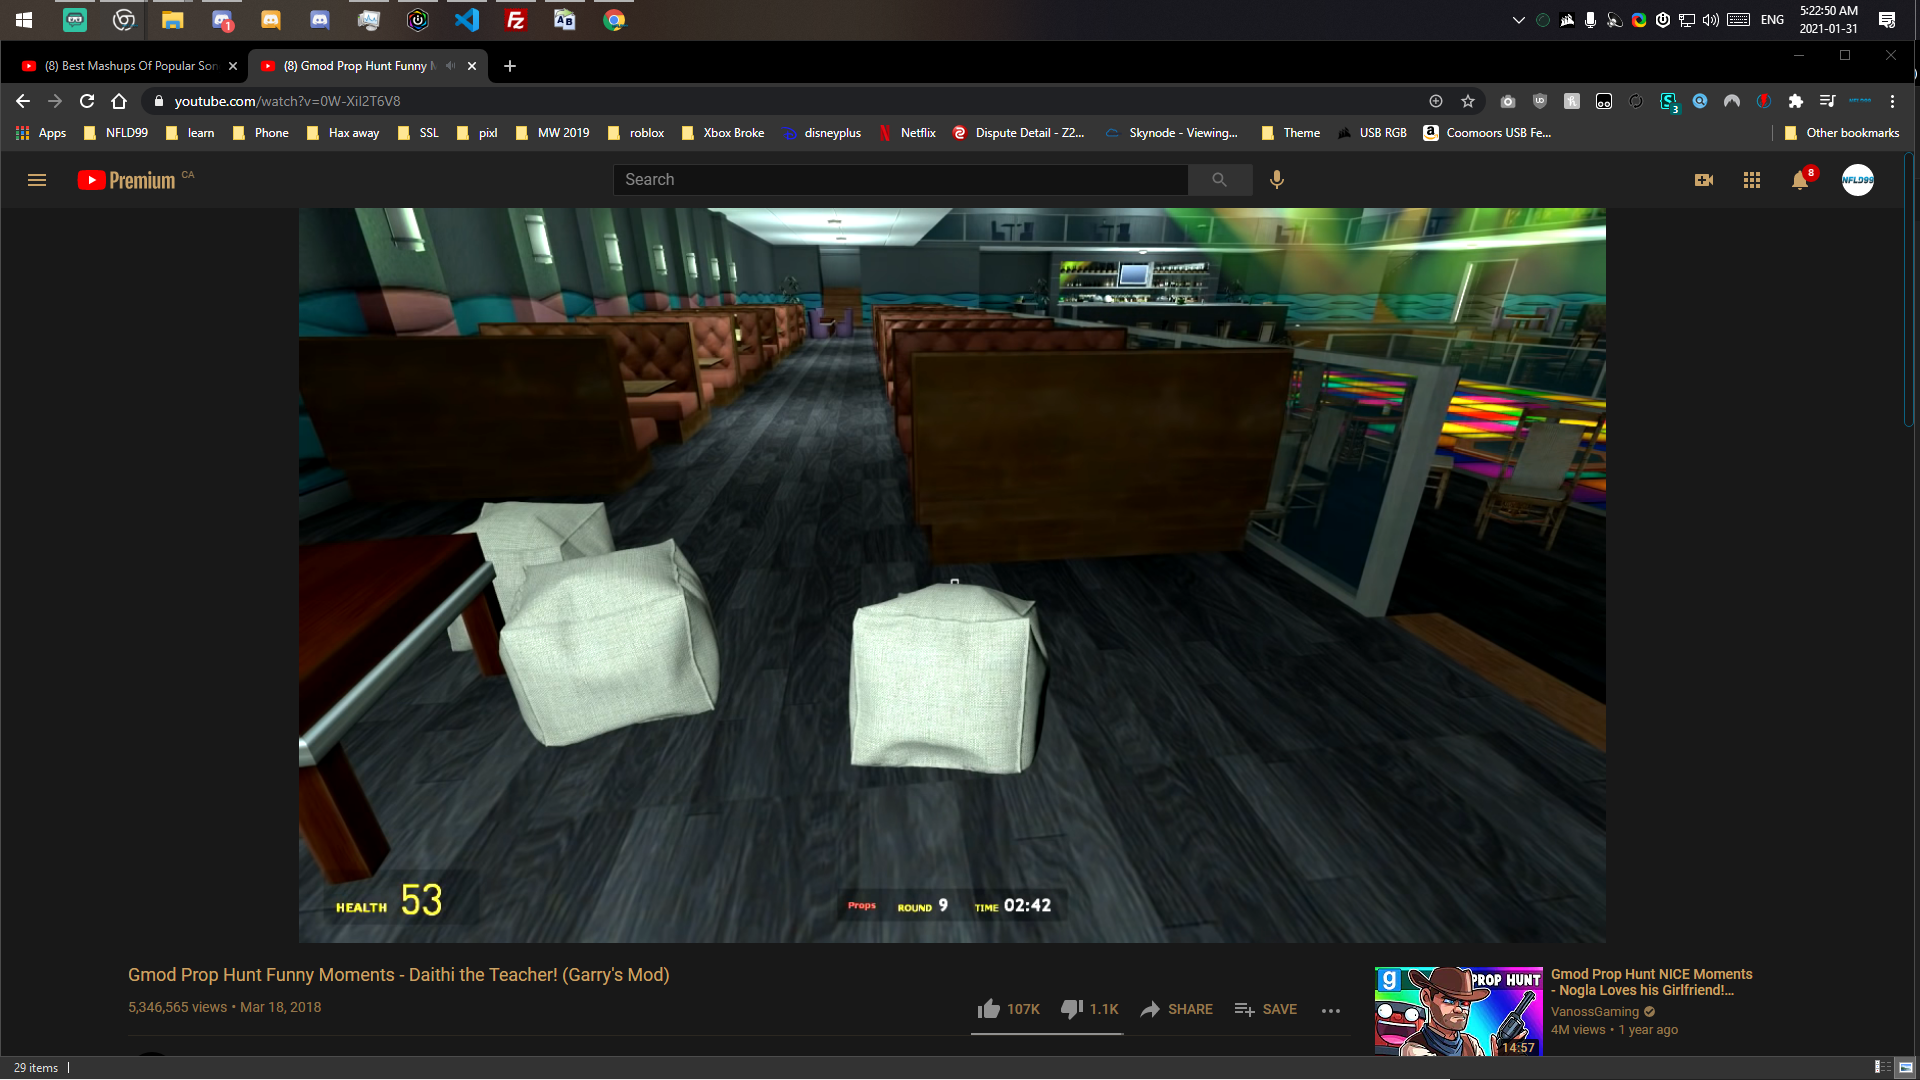 1
AB
ENG
5:22:50 AM
2021-01-31
(8) Best Mashups Of Popular Son
(8) Gmod Prop Hunt Funny M
youtube.com/watch?v=0W-XiI2T6V8
3
Apps
NFLD99
learn
Phone
Hax away
SSL
pixl
MW 2019
roblox
Xbox Broke
disneyplus
Netflix
Dispute Detail - Z2...
Skynode - Viewing...
Theme
USB RGB
Coomoors USB Fe...
Other bookmarks
Premium CA
Search
8
NFLD99
HEALTH 53
Props ROUND 9 TIME 02:42
Gmod Prop Hunt Funny Moments - Daithi the Teacher! (Garry's Mod)
5,346,565 views • Mar 18, 2018
107K
1.1K
SHARE
SAVE
g
PROP HUNT
14:57
Gmod Prop Hunt NICE Moments
- Nogla Loves his Girlfriend!...
VanossGaming
4M views • 1 year ago
29 items